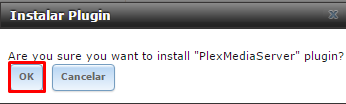 Instalar Plugin
Are you sure you want to install "PlexMediaServer" plugin?
OK Cancelar